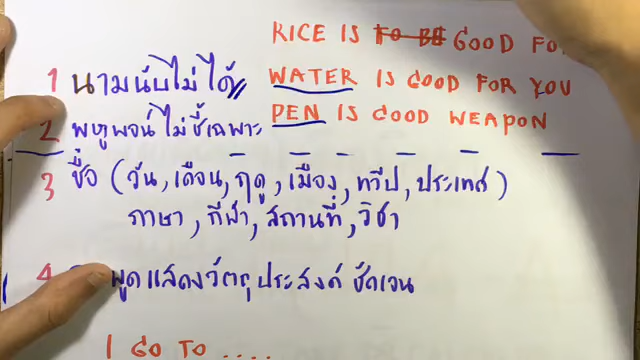 RICE IS TO BE GOOD FO
1 นามนับไม่ได้ WATER IS GOOD FOR YOU
2 พหูพจน์ไม่ชี้เฉพาะ PEN IS GOOD WEAPON
3 ชื่อ (วัน, เดือน, ฤดู, เมือง, ทวีป, ประเทศ)
ภาษา, กีฬา, สถานที่, วิชา
4 พูดแสดงวัตถุประสงค์ ชัดเจน
I GO TO ....